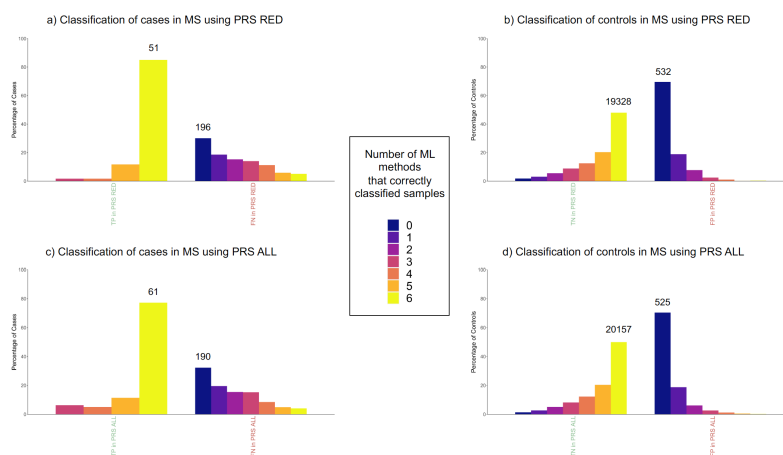 a) Classification of cases in MS using PRS RED
100
80
60
40
20
0
Percentage of Cases
51
196
TP in PRS RED
FN in PRS RED
b) Classification of controls in MS using PRS RED
100
80
60
40
20
0
Percentage of Controls
19328
532
TN in PRS RED
FP in PRS RED
Number of ML
methods
that correctly
classified samples
0
1
2
3
4
5
6
c) Classification of cases in MS using PRS ALL
100
80
60
40
20
0
Percentage of Cases
61
190
TP in PRS ALL
FN in PRS ALL
d) Classification of controls in MS using PRS ALL
100
80
60
40
20
0
Percentage of Controls
20157
525
TN in PRS ALL
FP in PRS ALL